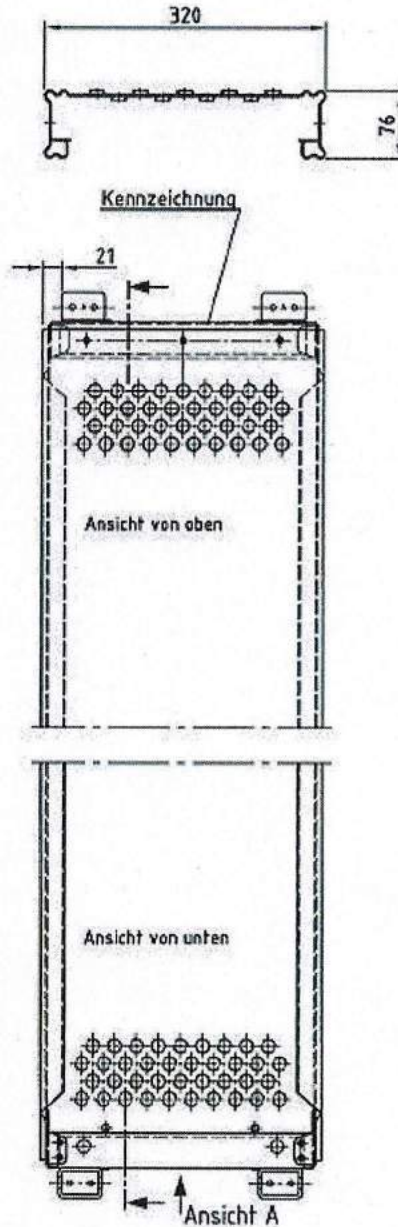 320
76
Kennzeichnung
21
Ansicht von oben
Ansicht von unten
Ansicht A